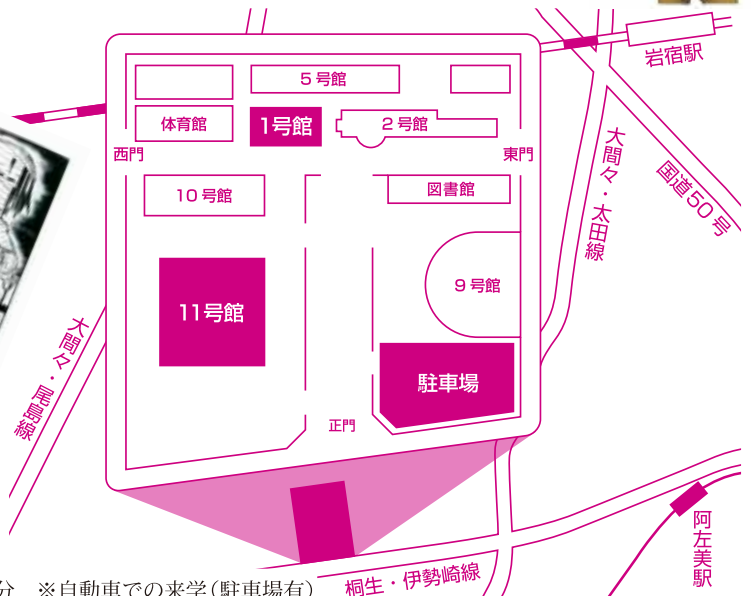 岩宿駅
5号館
体育館
1号館
2号館
西門
東門
大間々・太田線
国道50号
10号館
図書館
9号館
11号館
大間々・尾島線
駐車場
正門
阿左美駅
桐生・伊勢崎線
分　※自動車での来学(駐車場有)